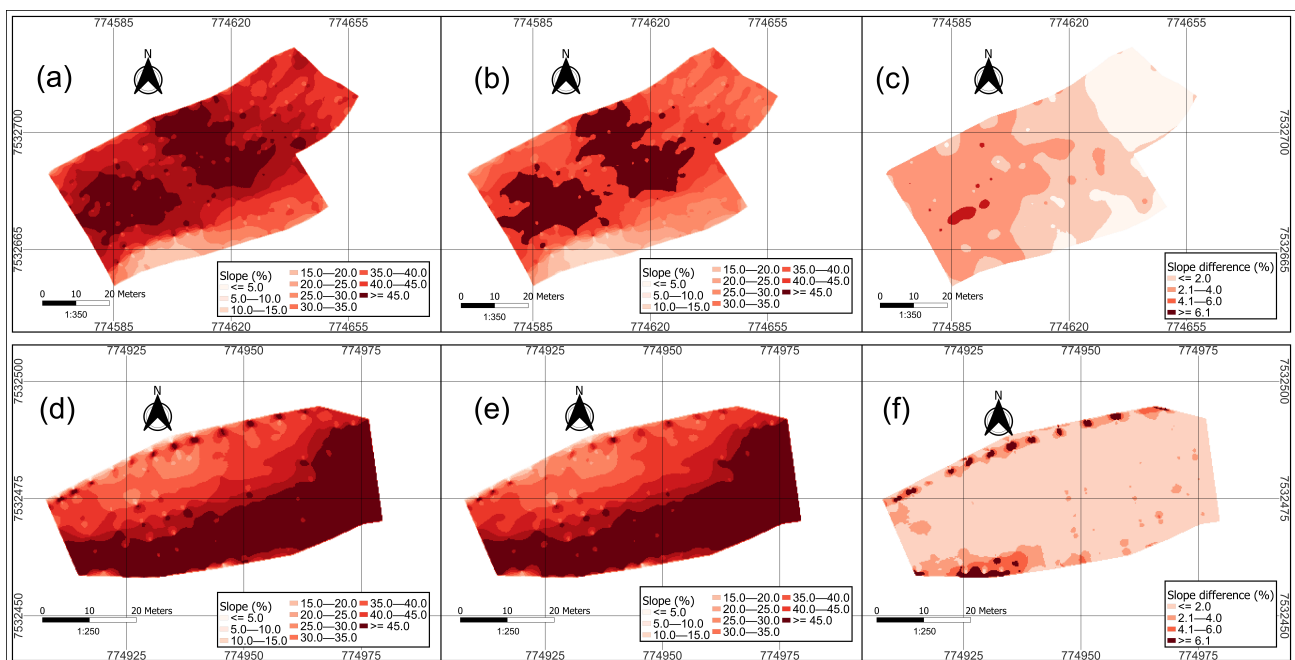 774585 774620 774655 774585 774620 774655 774585 774620 774655
(a) N (b) N (c) N
7532700 7532700
7532665 7532665
Slope (%) 15.0—20.0 35.0—40.0
<= 5.0 20.0—25.0 40.0—45.0
5.0—10.0 25.0—30.0 >= 45.0
10.0—15.0 30.0—35.0
0 10 20 Meters
1:350
Slope (%) 15.0—20.0 35.0—40.0
<= 5.0 20.0—25.0 40.0—45.0
5.0—10.0 25.0—30.0 >= 45.0
10.0—15.0 30.0—35.0
0 10 20 Meters
1:350
Slope difference (%)
<= 2.0
2.1—4.0
4.1—6.0
>= 6.1
0 10 20 Meters
1:350
774585 774620 774655 774585 774620 774655 774585 774620 774655
774925 774950 774975 774925 774950 774975 774925 774950 774975
7532500 7532500
(d) N (e) N (f) N
7532475 7532475
7532450 7532450
Slope (%) 15.0—20.0 35.0—40.0
<= 5.0 20.0—25.0 40.0—45.0
5.0—10.0 25.0—30.0 >= 45.0
10.0—15.0 30.0—35.0
0 10 20 Meters
1:250
Slope (%) 15.0—20.0 35.0—40.0
<= 5.0 20.0—25.0 40.0—45.0
5.0—10.0 25.0—30.0 >= 45.0
10.0—15.0 30.0—35.0
0 10 20 Meters
1:250
Slope difference (%)
<= 2.0
2.1—4.0
4.1—6.0
>= 6.1
0 10 20 Meters
1:250
774925 774950 774975 774925 774950 774975 774925 774950 774975